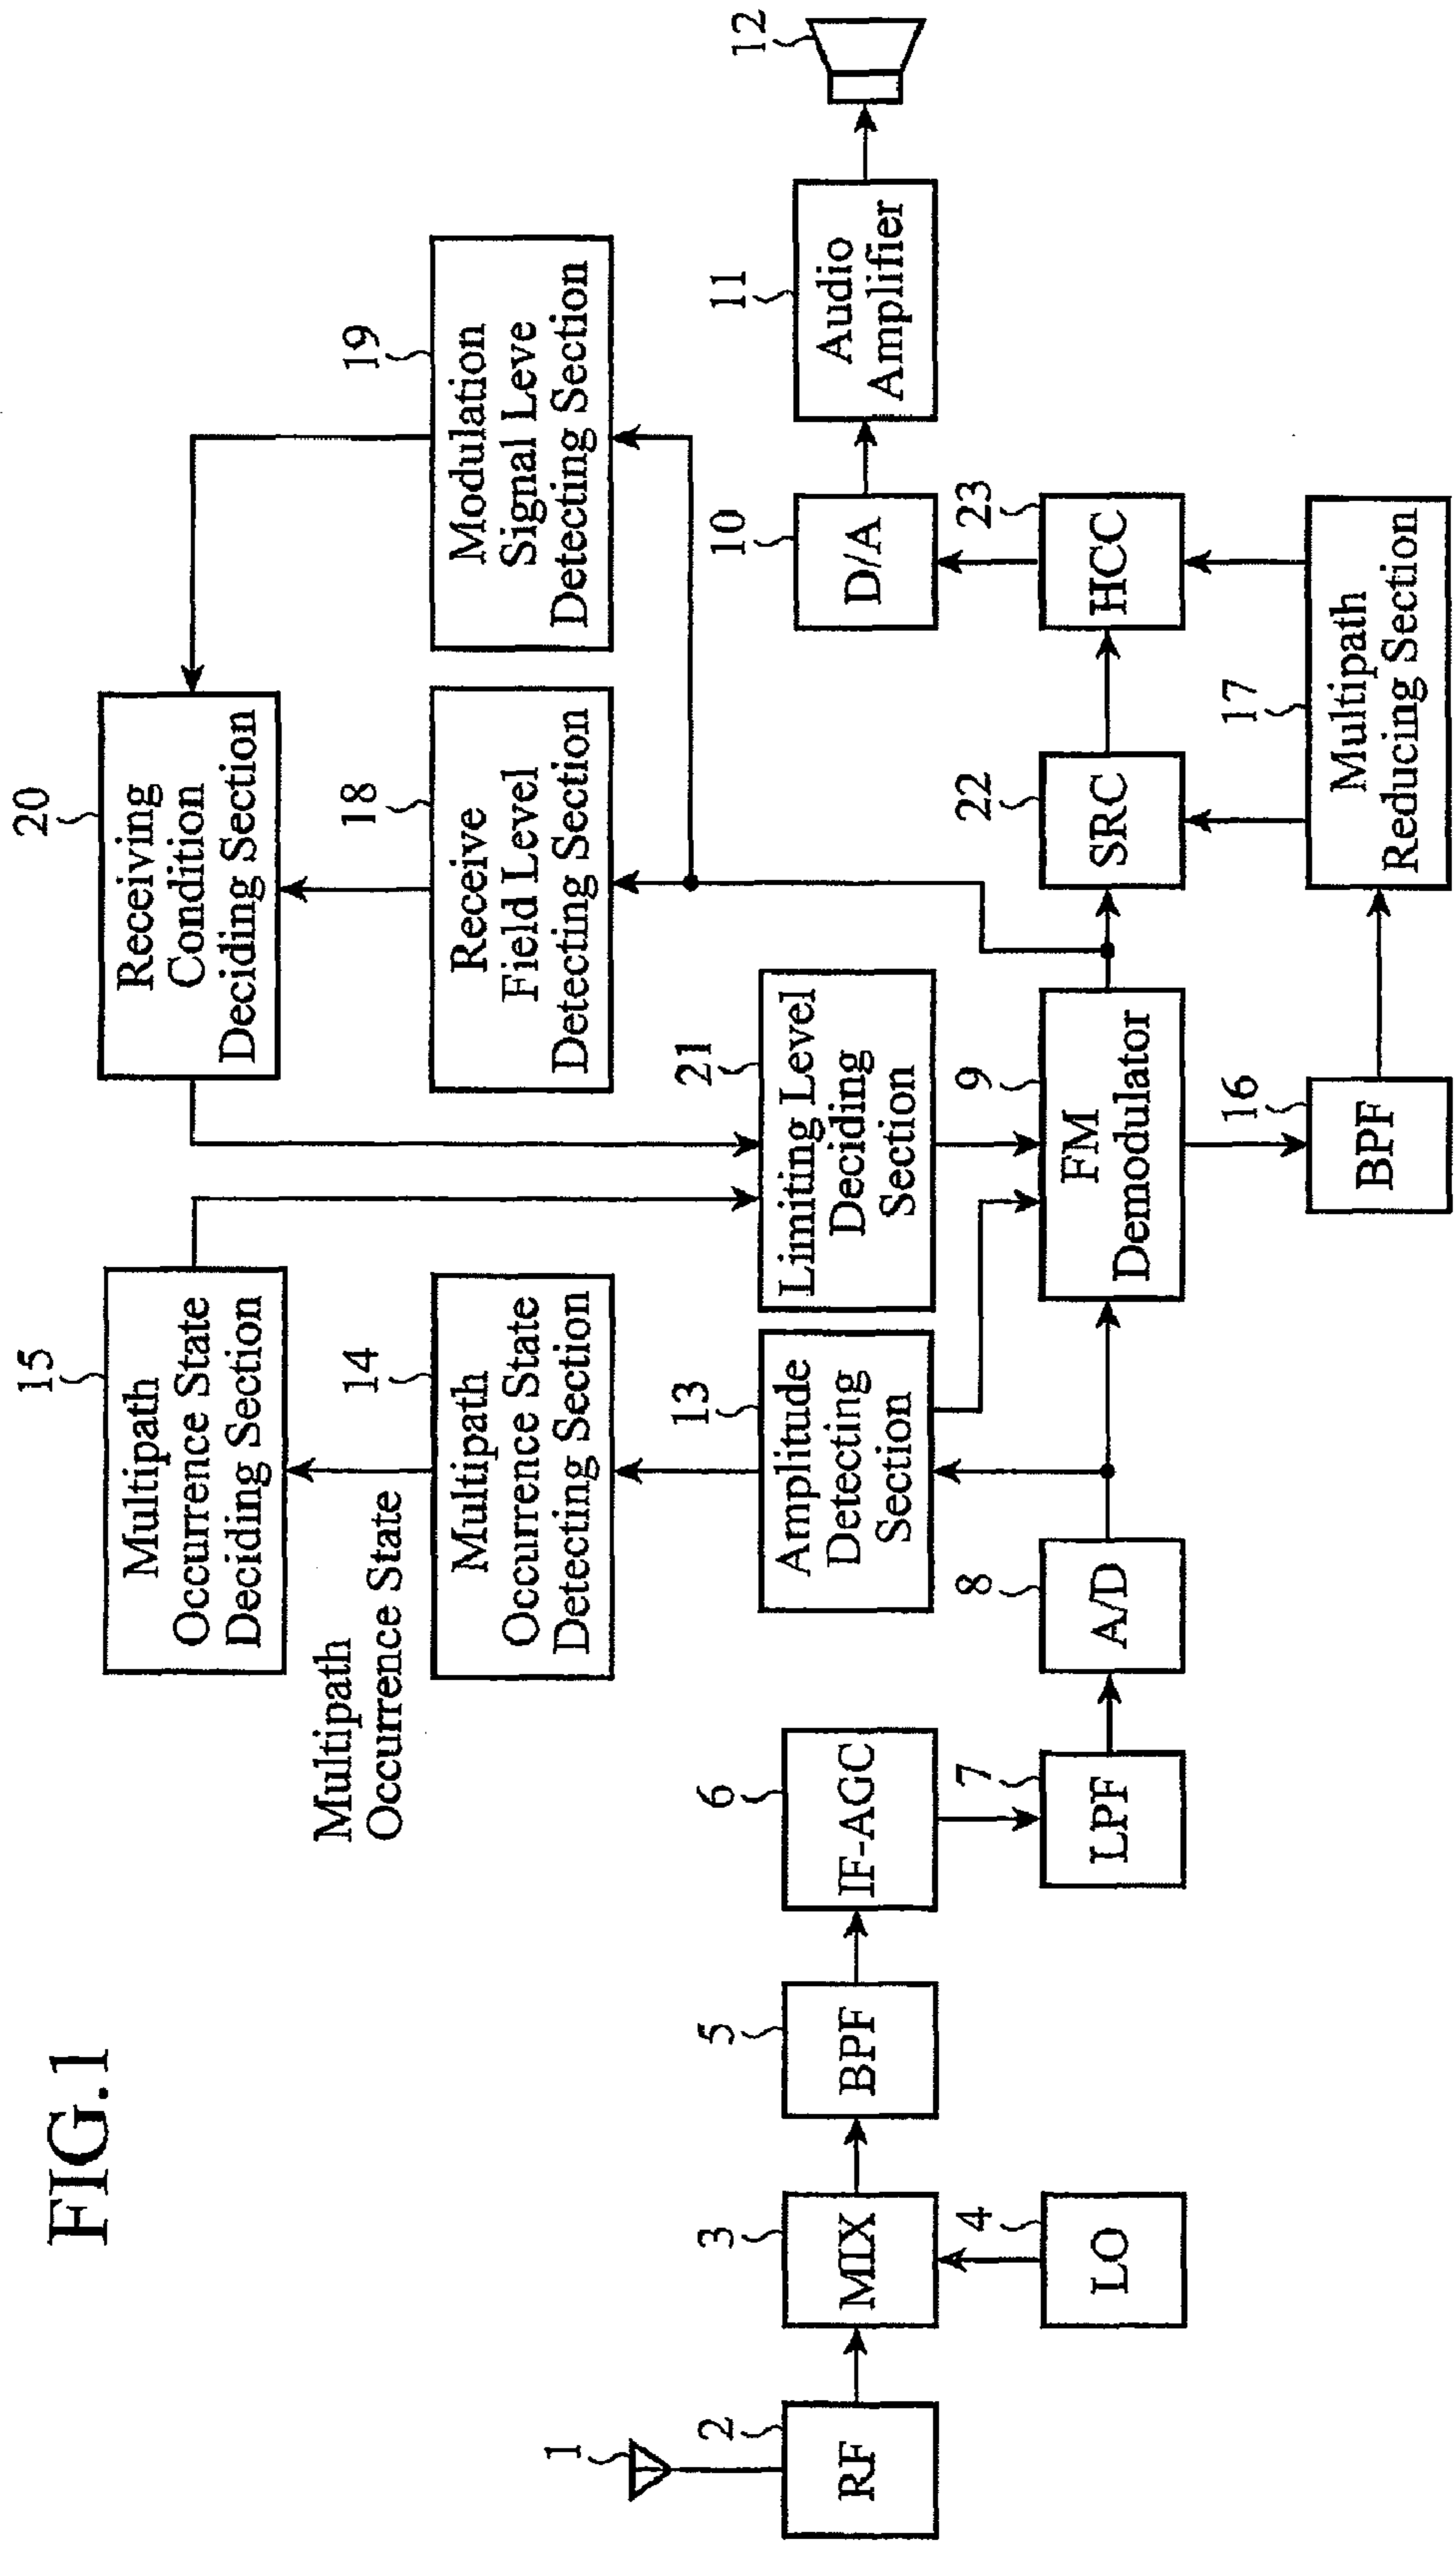 FIG.1
1
2
RF
3
MIX
4
LO
5
BPF
6
IF-AGC
7
LPF
8
A/D
13
Amplitude
Detecting
Section
14
Multipath
Occurrence State
Detecting Section
Multipath
Occurrence State
15
Multipath
Occurrence State
Deciding Section
21
Limiting Level
Deciding
Section
9
FM
Demodulator
16
BPF
17
Multipath
Reducing Section
20
Receiving
Condition
Deciding Section
18
Receive
Field Level
Detecting Section
19
Modulation
Signal Leve
Detecting Section
22
SRC
23
HCC
10
D/A
11
Audio
Amplifier
12